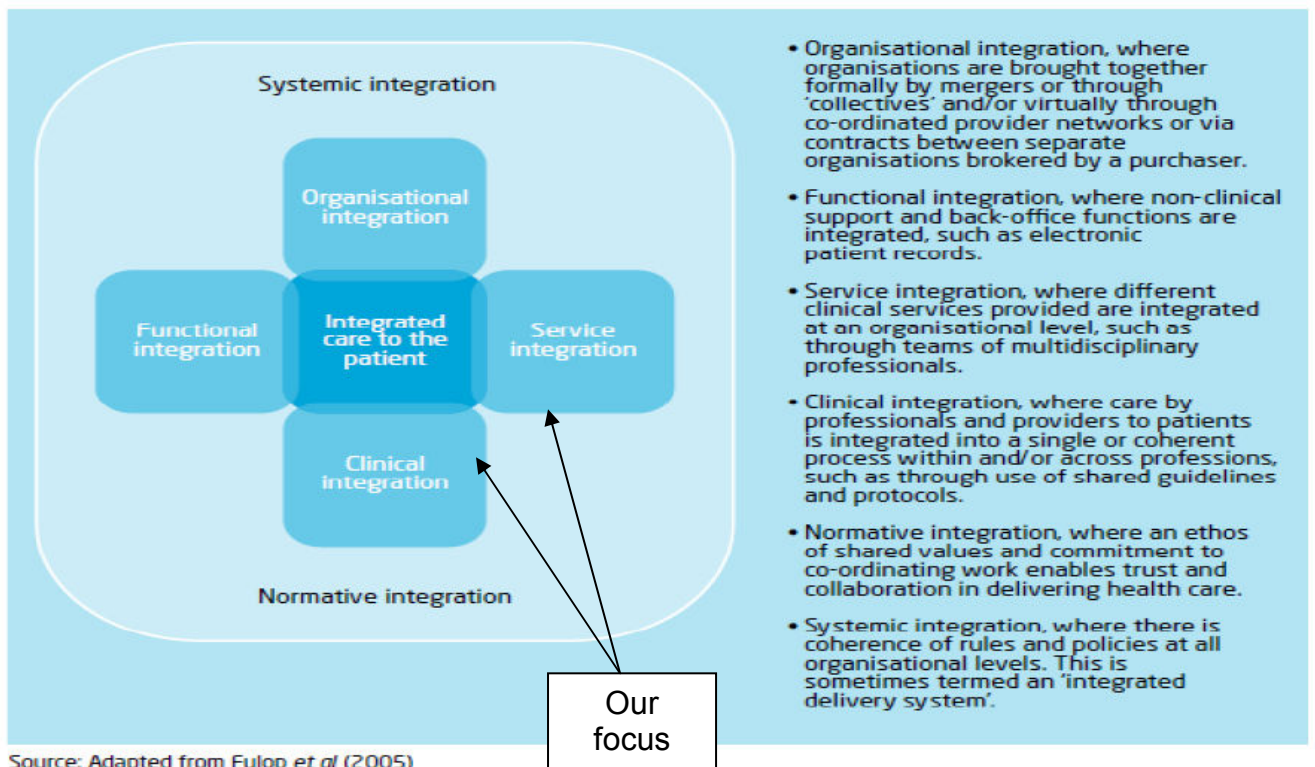 Systemic integration
Organisational
integration
Functional
integration
Integrated
care to the
patient
Service
integration
Clinical
integration
Normative integration
Our
focus
• Organisational integration, where
organisations are brought together
formally by mergers or through
‘collectives’ and/or virtually through
co-ordinated provider networks or via
contracts between separate
organisations brokered by a purchaser.
• Functional integration, where non-clinical
support and back-office functions are
integrated, such as electronic
patient records.
• Service integration, where different
clinical services provided are integrated
at an organisational level, such as
through teams of multidisciplinary
professionals.
• Clinical integration, where care by
professionals and providers to patients
is integrated into a single or coherent
process within and/or across professions,
such as through use of shared guidelines
and protocols.
• Normative integration, where an ethos
of shared values and commitment to
co-ordinating work enables trust and
collaboration in delivering health care.
• Systemic integration, where there is
coherence of rules and policies at all
organisational levels. This is
sometimes termed an ‘integrated
delivery system’.
Source: Adapted from Fulop et al (2005)